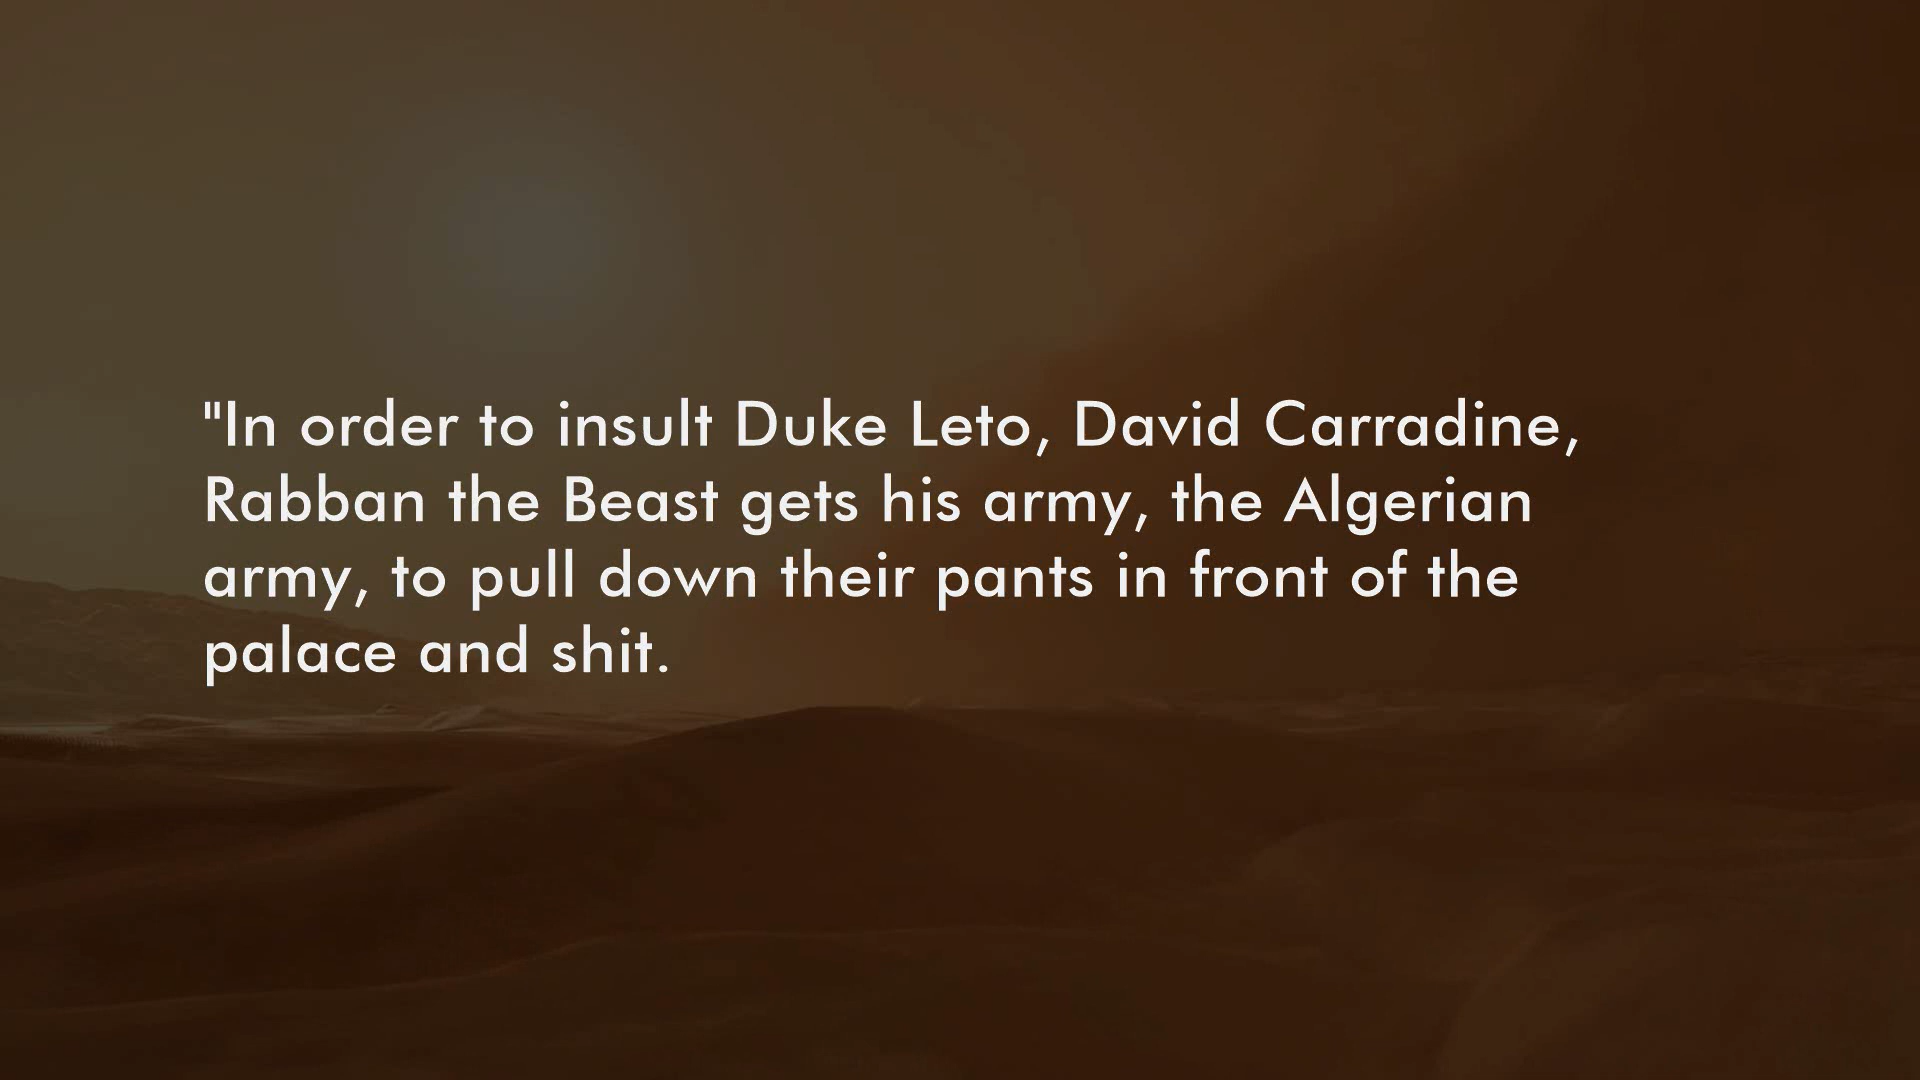 "In order to insult Duke Leto, David Carradine,
Rabban the Beast gets his army, the Algerian
army, to pull down their pants in front of the
palace and shit.